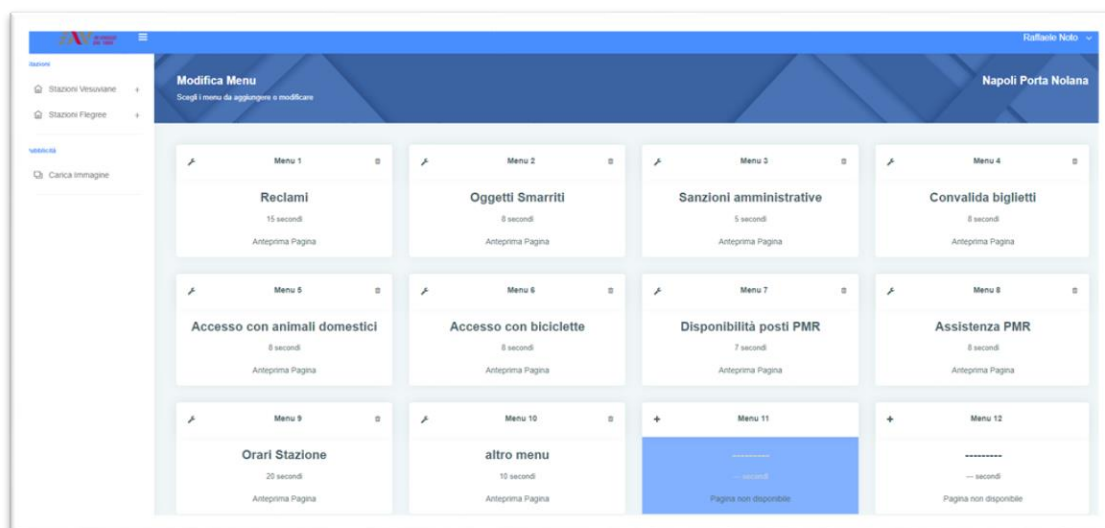 EAV
Raffaele Noto
Stazioni
Stazioni Vesuviane +
Stazioni Flegree +
Pubblicità
Carica Immagine
Modifica Menu
Scegli i menu da aggiungere o modificare
Napoli Porta Nolana
Menu 1
Reclami
15 secondi
Anteprima Pagina
Menu 2
Oggetti Smarriti
8 secondi
Anteprima Pagina
Menu 3
Sanzioni amministrative
5 secondi
Anteprima Pagina
Menu 4
Convalida biglietti
8 secondi
Anteprima Pagina
Menu 5
Accesso con animali domestici
8 secondi
Anteprima Pagina
Menu 6
Accesso con biciclette
8 secondi
Anteprima Pagina
Menu 7
Disponibilità posti PMR
7 secondi
Anteprima Pagina
Menu 8
Assistenza PMR
8 secondi
Anteprima Pagina
Menu 9
Orari Stazione
20 secondi
Anteprima Pagina
Menu 10
altro menu
10 secondi
Anteprima Pagina
+ Menu 11
----------
--- secondi
Pagina non disponibile
+ Menu 12
---------
--- secondi
Pagina non disponibile